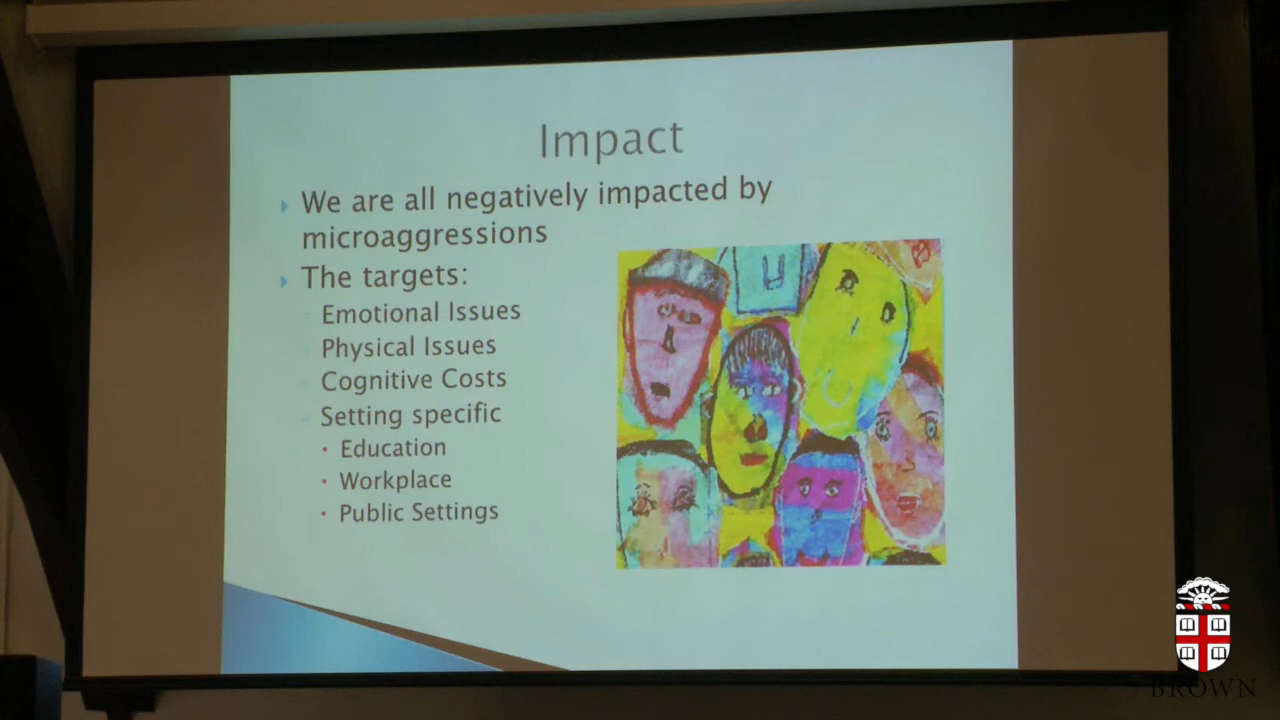 Impact
We are all negatively impacted by
microaggressions
The targets:
Emotional Issues
Physical Issues
Cognitive Costs
Setting specific
Education
Workplace
Public Settings
BROWN